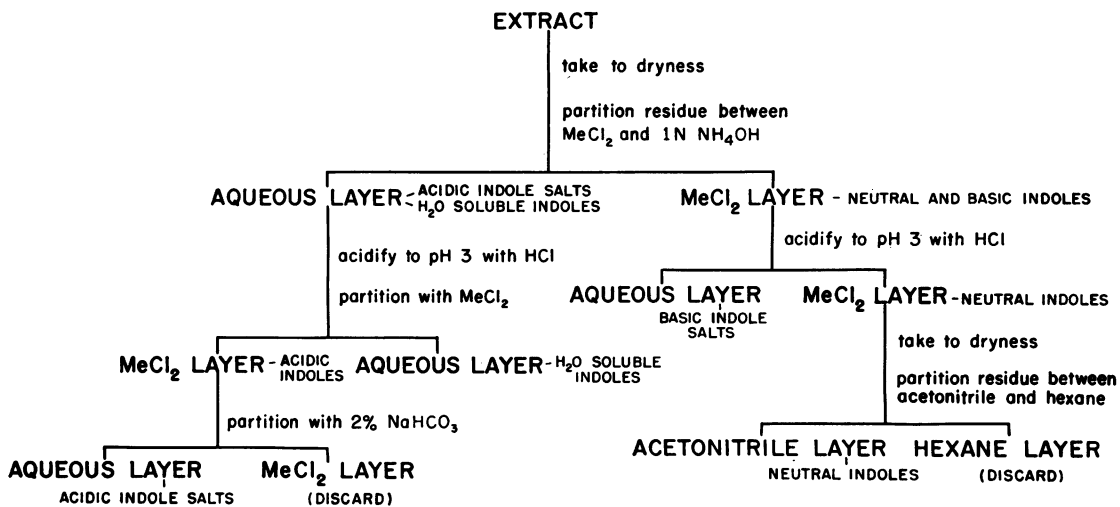 EXTRACT
take to dryness
partition residue between
MeCl₂ and 1N NH₄OH
AQUEOUS LAYER
ACIDIC INDOLE SALTS
H₂O SOLUBLE INDOLES
MeCl₂ LAYER - NEUTRAL AND BASIC INDOLES
acidify to pH 3 with HCl
partition with MeCl₂
acidify to pH 3 with HCl
AQUEOUS LAYER
BASIC INDOLE
SALTS
MeCl₂ LAYER - NEUTRAL INDOLES
MeCl₂ LAYER - ACIDIC
INDOLES
AQUEOUS LAYER - H₂O SOLUBLE
INDOLES
take to dryness
partition residue between
acetonitrile and hexane
partition with 2% NaHCO₃
AQUEOUS LAYER
ACIDIC INDOLE SALTS
MeCl₂ LAYER
(DISCARD)
ACETONITRILE LAYER
NEUTRAL INDOLES
HEXANE LAYER
(DISCARD)